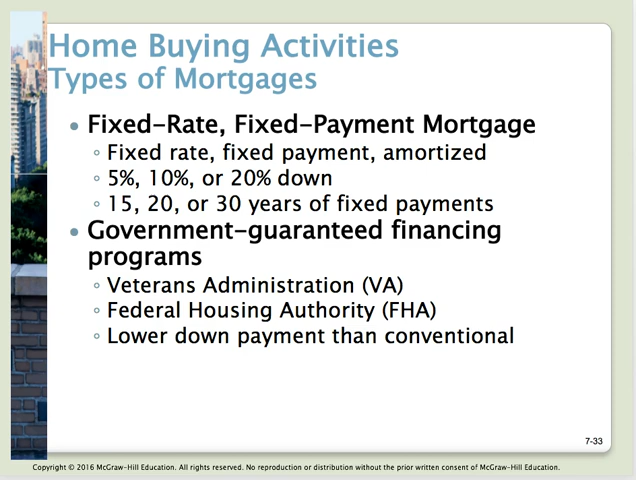 Home Buying Activities
Types of Mortgages
• Fixed-Rate, Fixed-Payment Mortgage
◦ Fixed rate, fixed payment, amortized
◦ 5%, 10%, or 20% down
◦ 15, 20, or 30 years of fixed payments
• Government-guaranteed financing
programs
◦ Veterans Administration (VA)
◦ Federal Housing Authority (FHA)
◦ Lower down payment than conventional
7-33
Copyright © 2016 McGraw-Hill Education. All rights reserved. No reproduction or distribution without the prior written consent of McGraw-Hill Education.